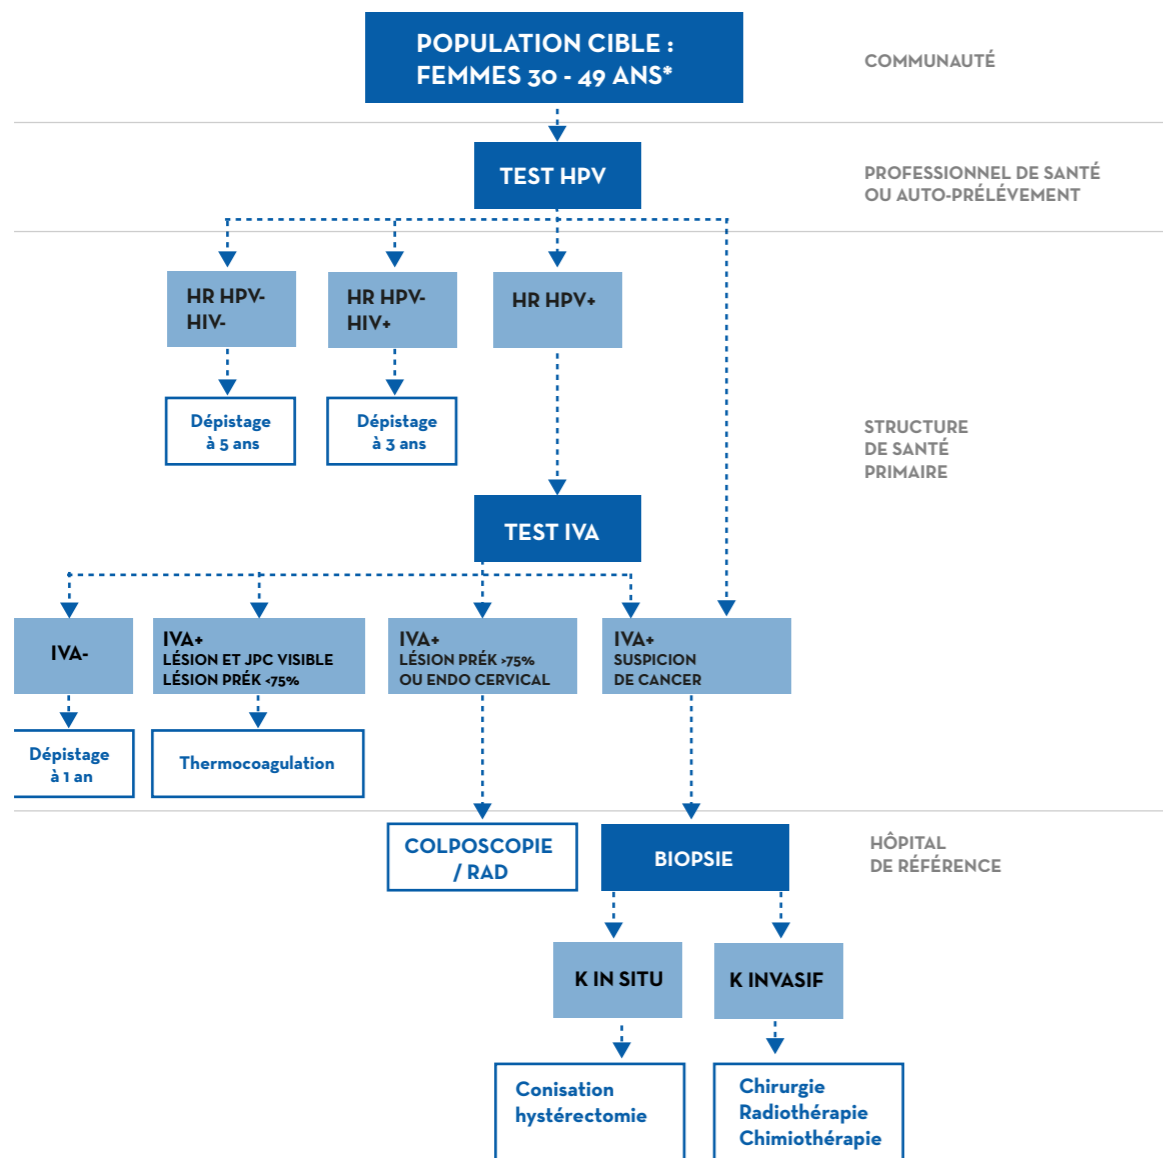 POPULATION CIBLE :
FEMMES 30 - 49 ANS*
COMMUNAUTÉ
TEST HPV
PROFESSIONNEL DE SANTÉ
OU AUTO-PRÉLÉVEMENT
HR HPV-
HIV-
HR HPV-
HIV+
HR HPV+
Dépistage
à 5 ans
Dépistage
à 3 ans
STRUCTURE
DE SANTÉ
PRIMAIRE
TEST IVA
IVA-
IVA+
LÉSION ET JPC VISIBLE
LÉSION PRÉK <75%
IVA+
LÉSION PRÉK >75%
OU ENDO CERVICAL
IVA+
SUSPICION
DE CANCER
Dépistage
à 1 an
Thermocoagulation
COLPOSCOPIE
/ RAD
BIOPSIE
HÔPITAL
DE RÉFÉRENCE
K IN SITU
K INVASIF
Conisation
hystérectomie
Chirurgie
Radiothérapie
Chimiothérapie